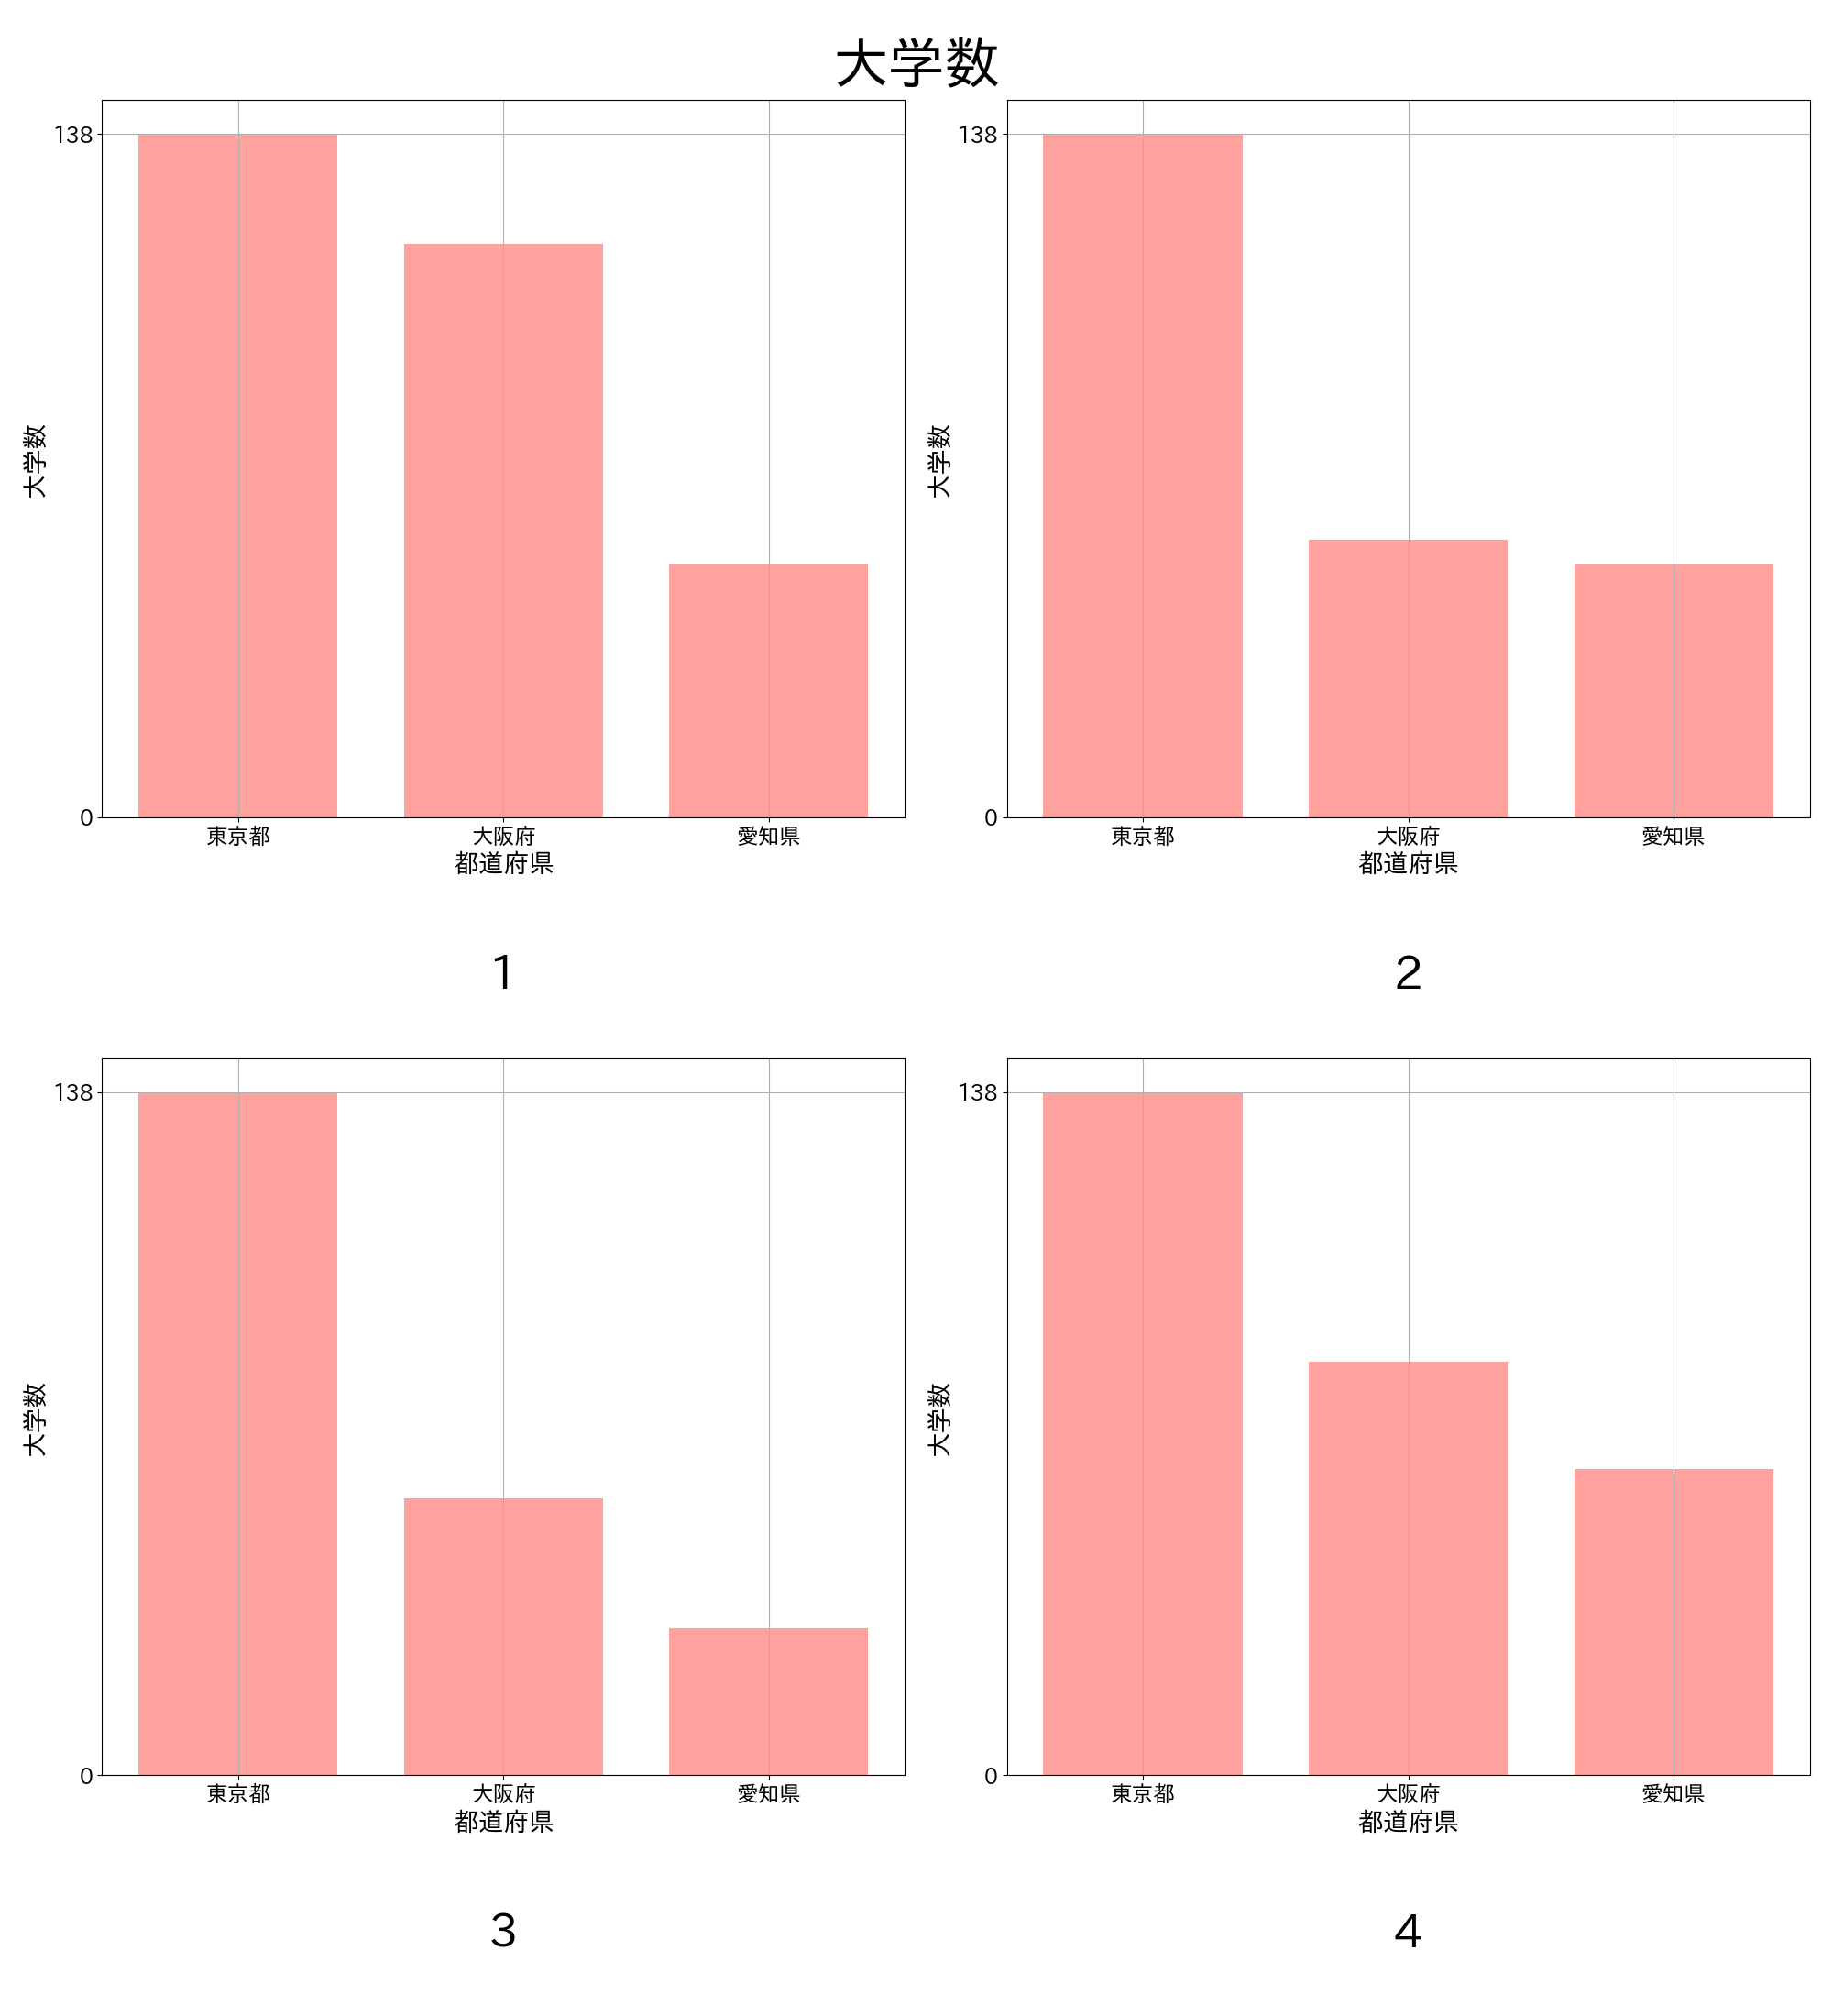 大学数
138
0
大学数
東京都
大阪府
愛知県
都道府県
1
138
0
大学数
東京都
大阪府
愛知県
都道府県
2
138
0
大学数
東京都
大阪府
愛知県
都道府県
3
138
0
大学数
東京都
大阪府
愛知県
都道府県
4